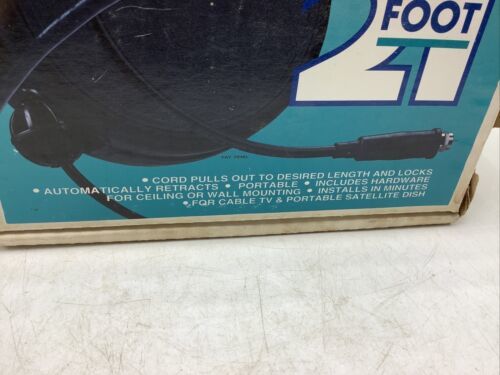 FOOT
21
• CORD PULLS OUT TO DESIRED LENGTH AND LOCKS
• AUTOMATICALLY RETRACTS • PORTABLE • INCLUDES HARDWARE
FOR CEILING OR WALL MOUNTING • INSTALLS IN MINUTES
• FOR CABLE TV & PORTABLE SATELLITE DISH